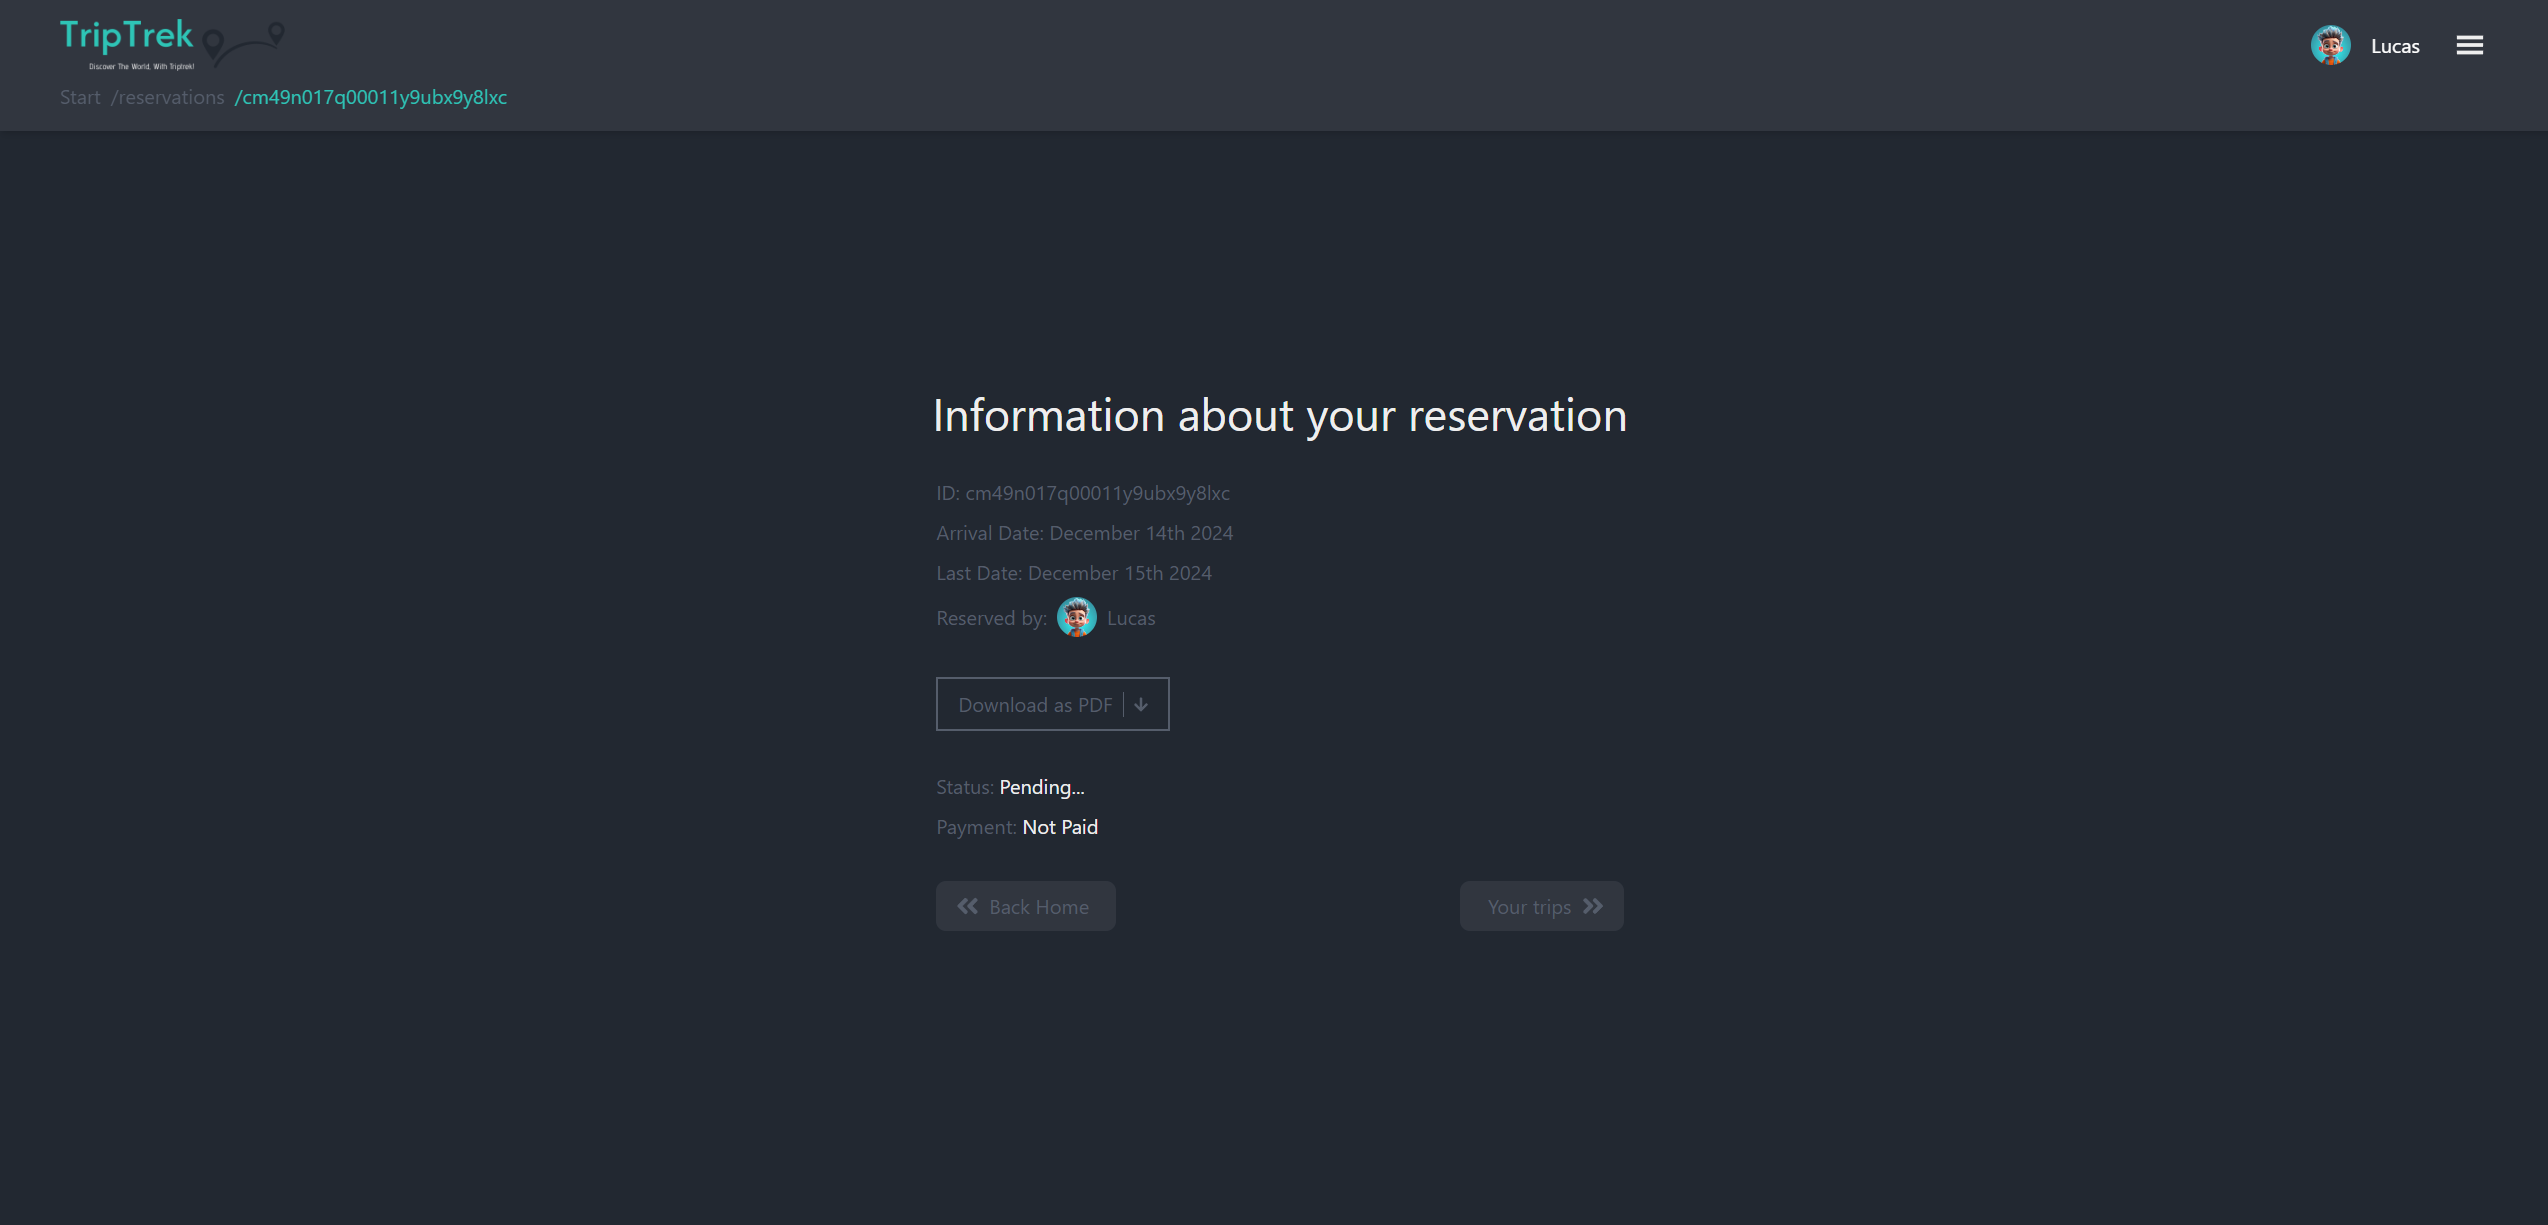 TripTrek
Discover The World, With Triptrek!
Lucas
Start /reservations /cm49n017q00011y9ubx9y8lxc
Information about your reservation
ID: cm49n017q00011y9ubx9y8lxc
Arrival Date: December 14th 2024
Last Date: December 15th 2024
Reserved by: Lucas
Download as PDF
Status: Pending...
Payment: Not Paid
Back Home
Your trips